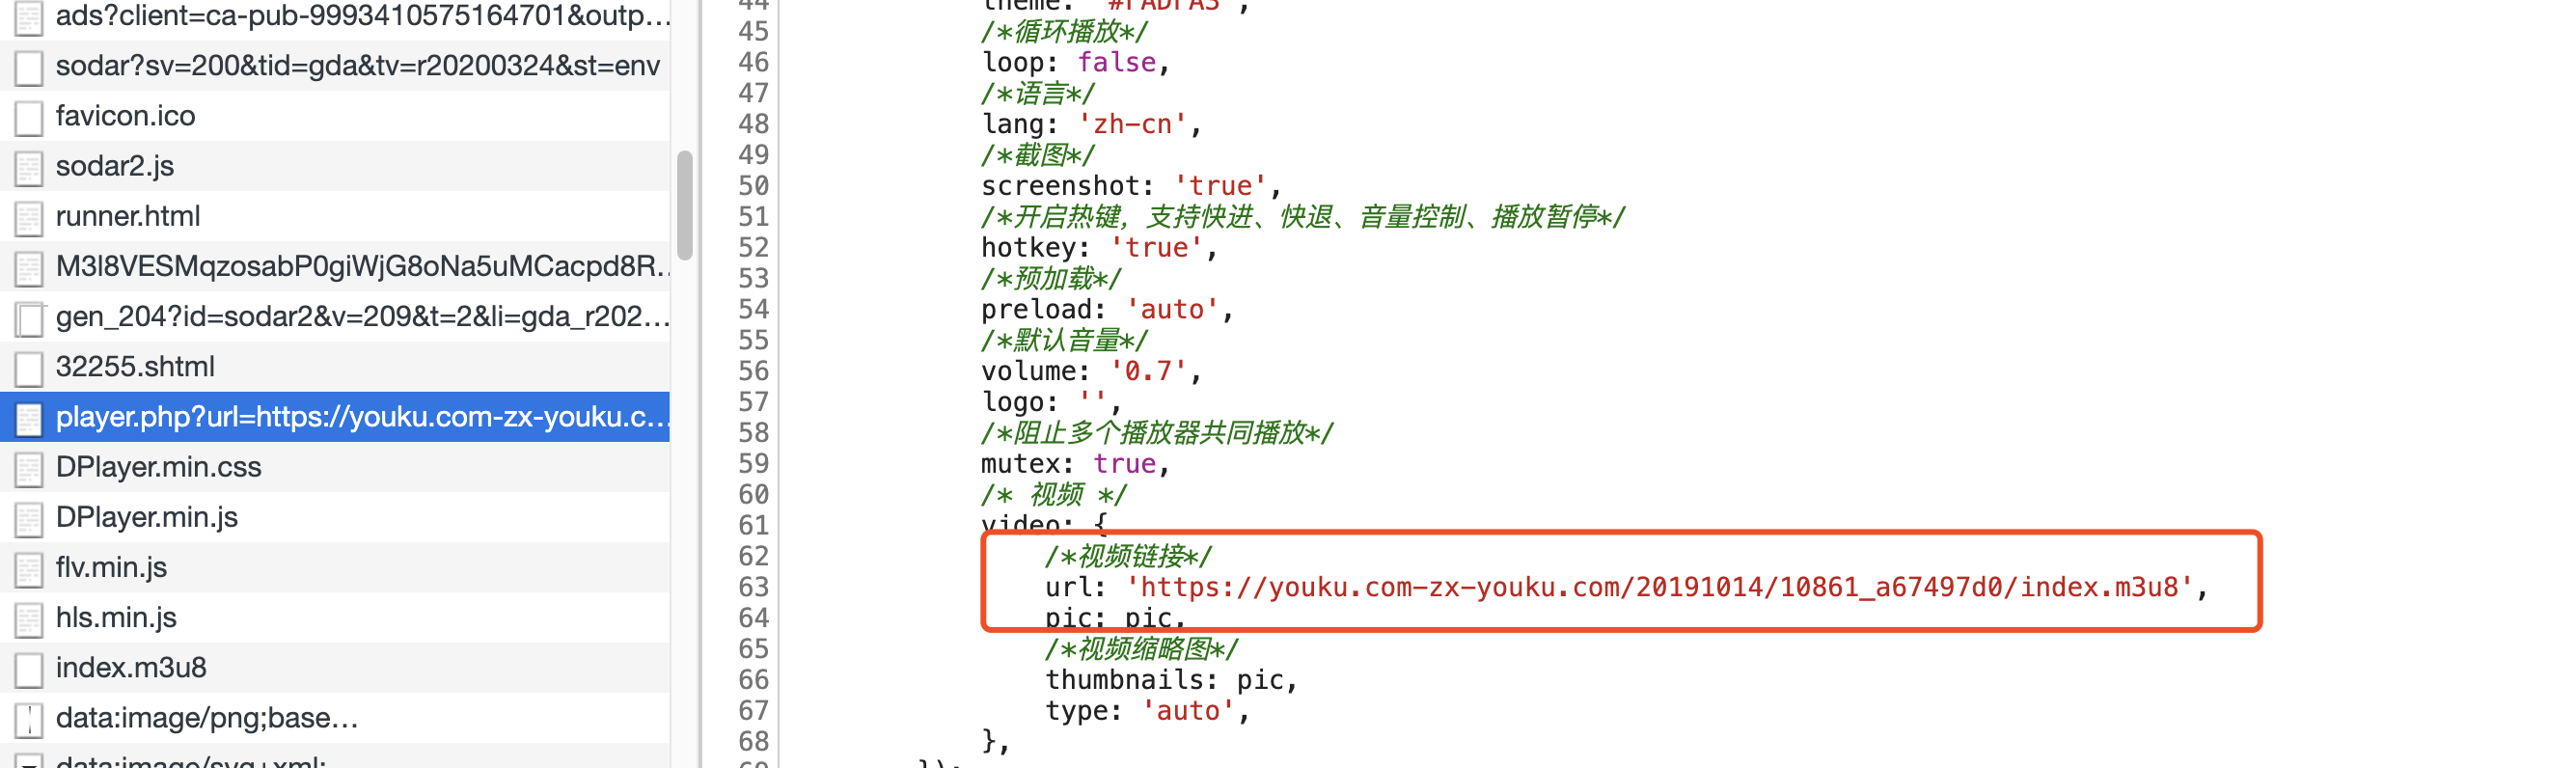 ads?client=ca-pub-9993410575164701&outp...
sodar?sv=200&tid=gda&tv=r20200324&st=env
favicon.ico
sodar2.js
runner.html
M3I8VESMqzosabP0giWjG8oNa5uMCacpd8R...
gen_204?id=sodar2&v=209&t=2&li=gda_r202...
32255.shtml
player.php?url=https://youku.com-zx-youku.c...
DPlayer.min.css
DPlayer.min.js
flv.min.js
hls.min.js
index.m3u8
data:image/png;base...
data:image/svg+xml;
44 theme:
45 /*循环播放*/
46 loop: false,
47 /*语言*/
48 lang: 'zh-cn',
49 /*截图*/
50 screenshot: 'true',
51 /*开启热键，支持快进、快退、音量控制、播放暂停*/
52 hotkey: 'true',
53 /*预加载*/
54 preload: 'auto',
55 /*默认音量*/
56 volume: '0.7',
57 logo: '',
58 /*阻止多个播放器共同播放*/
59 mutex: true,
60 /* 视频 */
61 video: {
62 /*视频链接*/
63 url: 'https://youku.com-zx-youku.com/20191014/10861_a67497d0/index.m3u8',
64 pic: pic,
65 /*视频缩略图*/
66 thumbnails: pic,
67 type: 'auto',
68 },
69 });